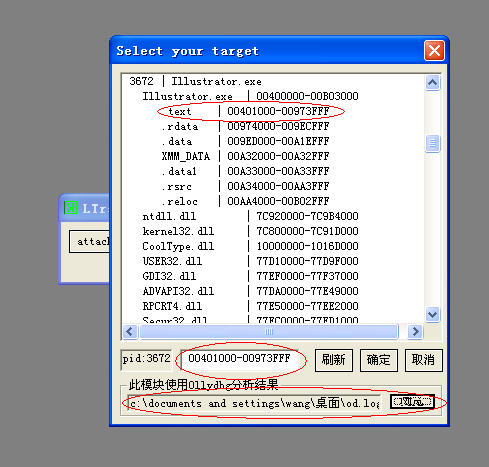 Select your target
3672 | Illustrator.exe
Illustrator.exe | 00400000-00B03000
.text | 00401000-00973FFF
.rdata | 00974000-009ECFFF
.data | 009ED000-00A1EFFF
XMM_DATA | 00A32000-00A32FFF
.data1 | 00A33000-00A33FFF
.rsrc | 00A34000-00AA3FFF
.reloc | 00AA4000-00B02FFF
ntdll.dll | 7C920000-7C9B4000
kernel32.dll | 7C800000-7C91D000
CoolType.dll | 10000000-1016D000
USER32.dll | 77D10000-77D9F000
GDI32.dll | 77EF0000-77F37000
ADVAPI32.dll | 77DA0000-77E49000
RPCRT4.dll | 77E50000-77EE2000
Secur32.dll | 77FC0000-77FD1000
LTr
attach
pid:3672 00401000-00973FFF 刷新 确定 取消
此模块使用Ollydbg分析结果
c:\documents and settings\wang\桌面\od.log 浏览